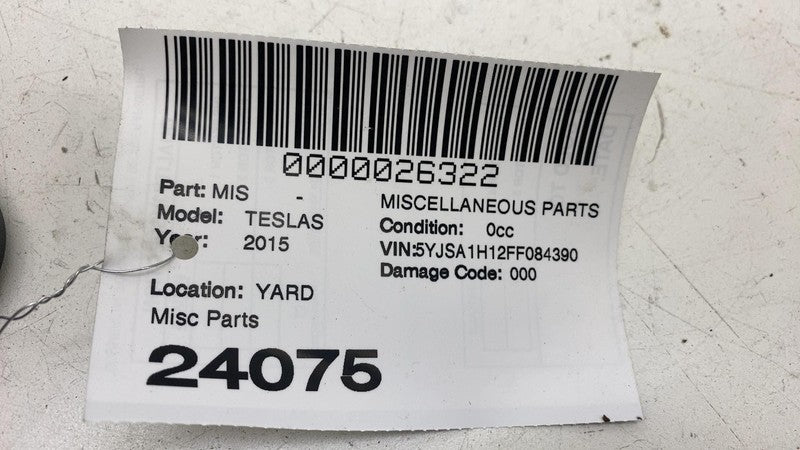 0000026322
Part: MIS - MISCELLANEOUS PARTS
Model: TESLAS Condition: 0cc
Year: 2015 VIN:5YJSA1H12FF084390
Damage Code: 000
Location: YARD
Misc Parts
24075